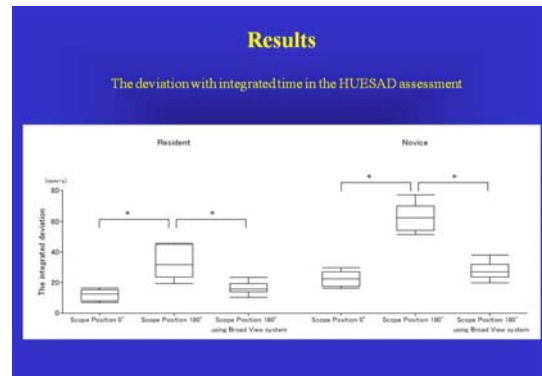 Results
The deviation with integrated time in the HUESAD assessment
Resident
Novice
(mm·s)
80
60
40
20
0
The integrated deviation
*
*
*
*
Scope Position 0°
Scope Position 180°
Scope Position 180°
using Broad View system
Scope Position 0°
Scope Position 180°
Scope Position 180°
using Broad View system